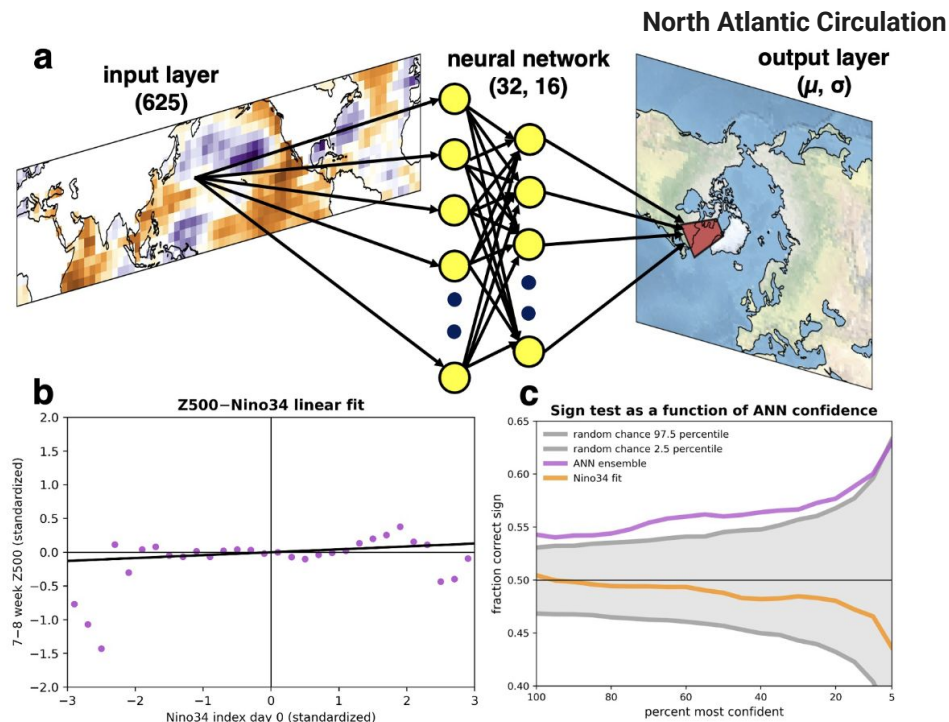 North Atlantic Circulation
a
input layer
(625)
neural network
(32, 16)
output layer
(μ, σ)
b
Z500−Nino34 linear fit
7−8 week Z500 (standardized)
2.0
1.5
1.0
0.5
0.0
−0.5
−1.0
−1.5
−2.0
−3 −2 −1 0 1 2 3
Nino34 index day 0 (standardized)
c
Sign test as a function of ANN confidence
random chance 97.5 percentile
random chance 2.5 percentile
ANN ensemble
Nino34 fit
fraction correct sign
0.65
0.60
0.55
0.50
0.45
0.40
100 80 60 40 20 5
percent most confident